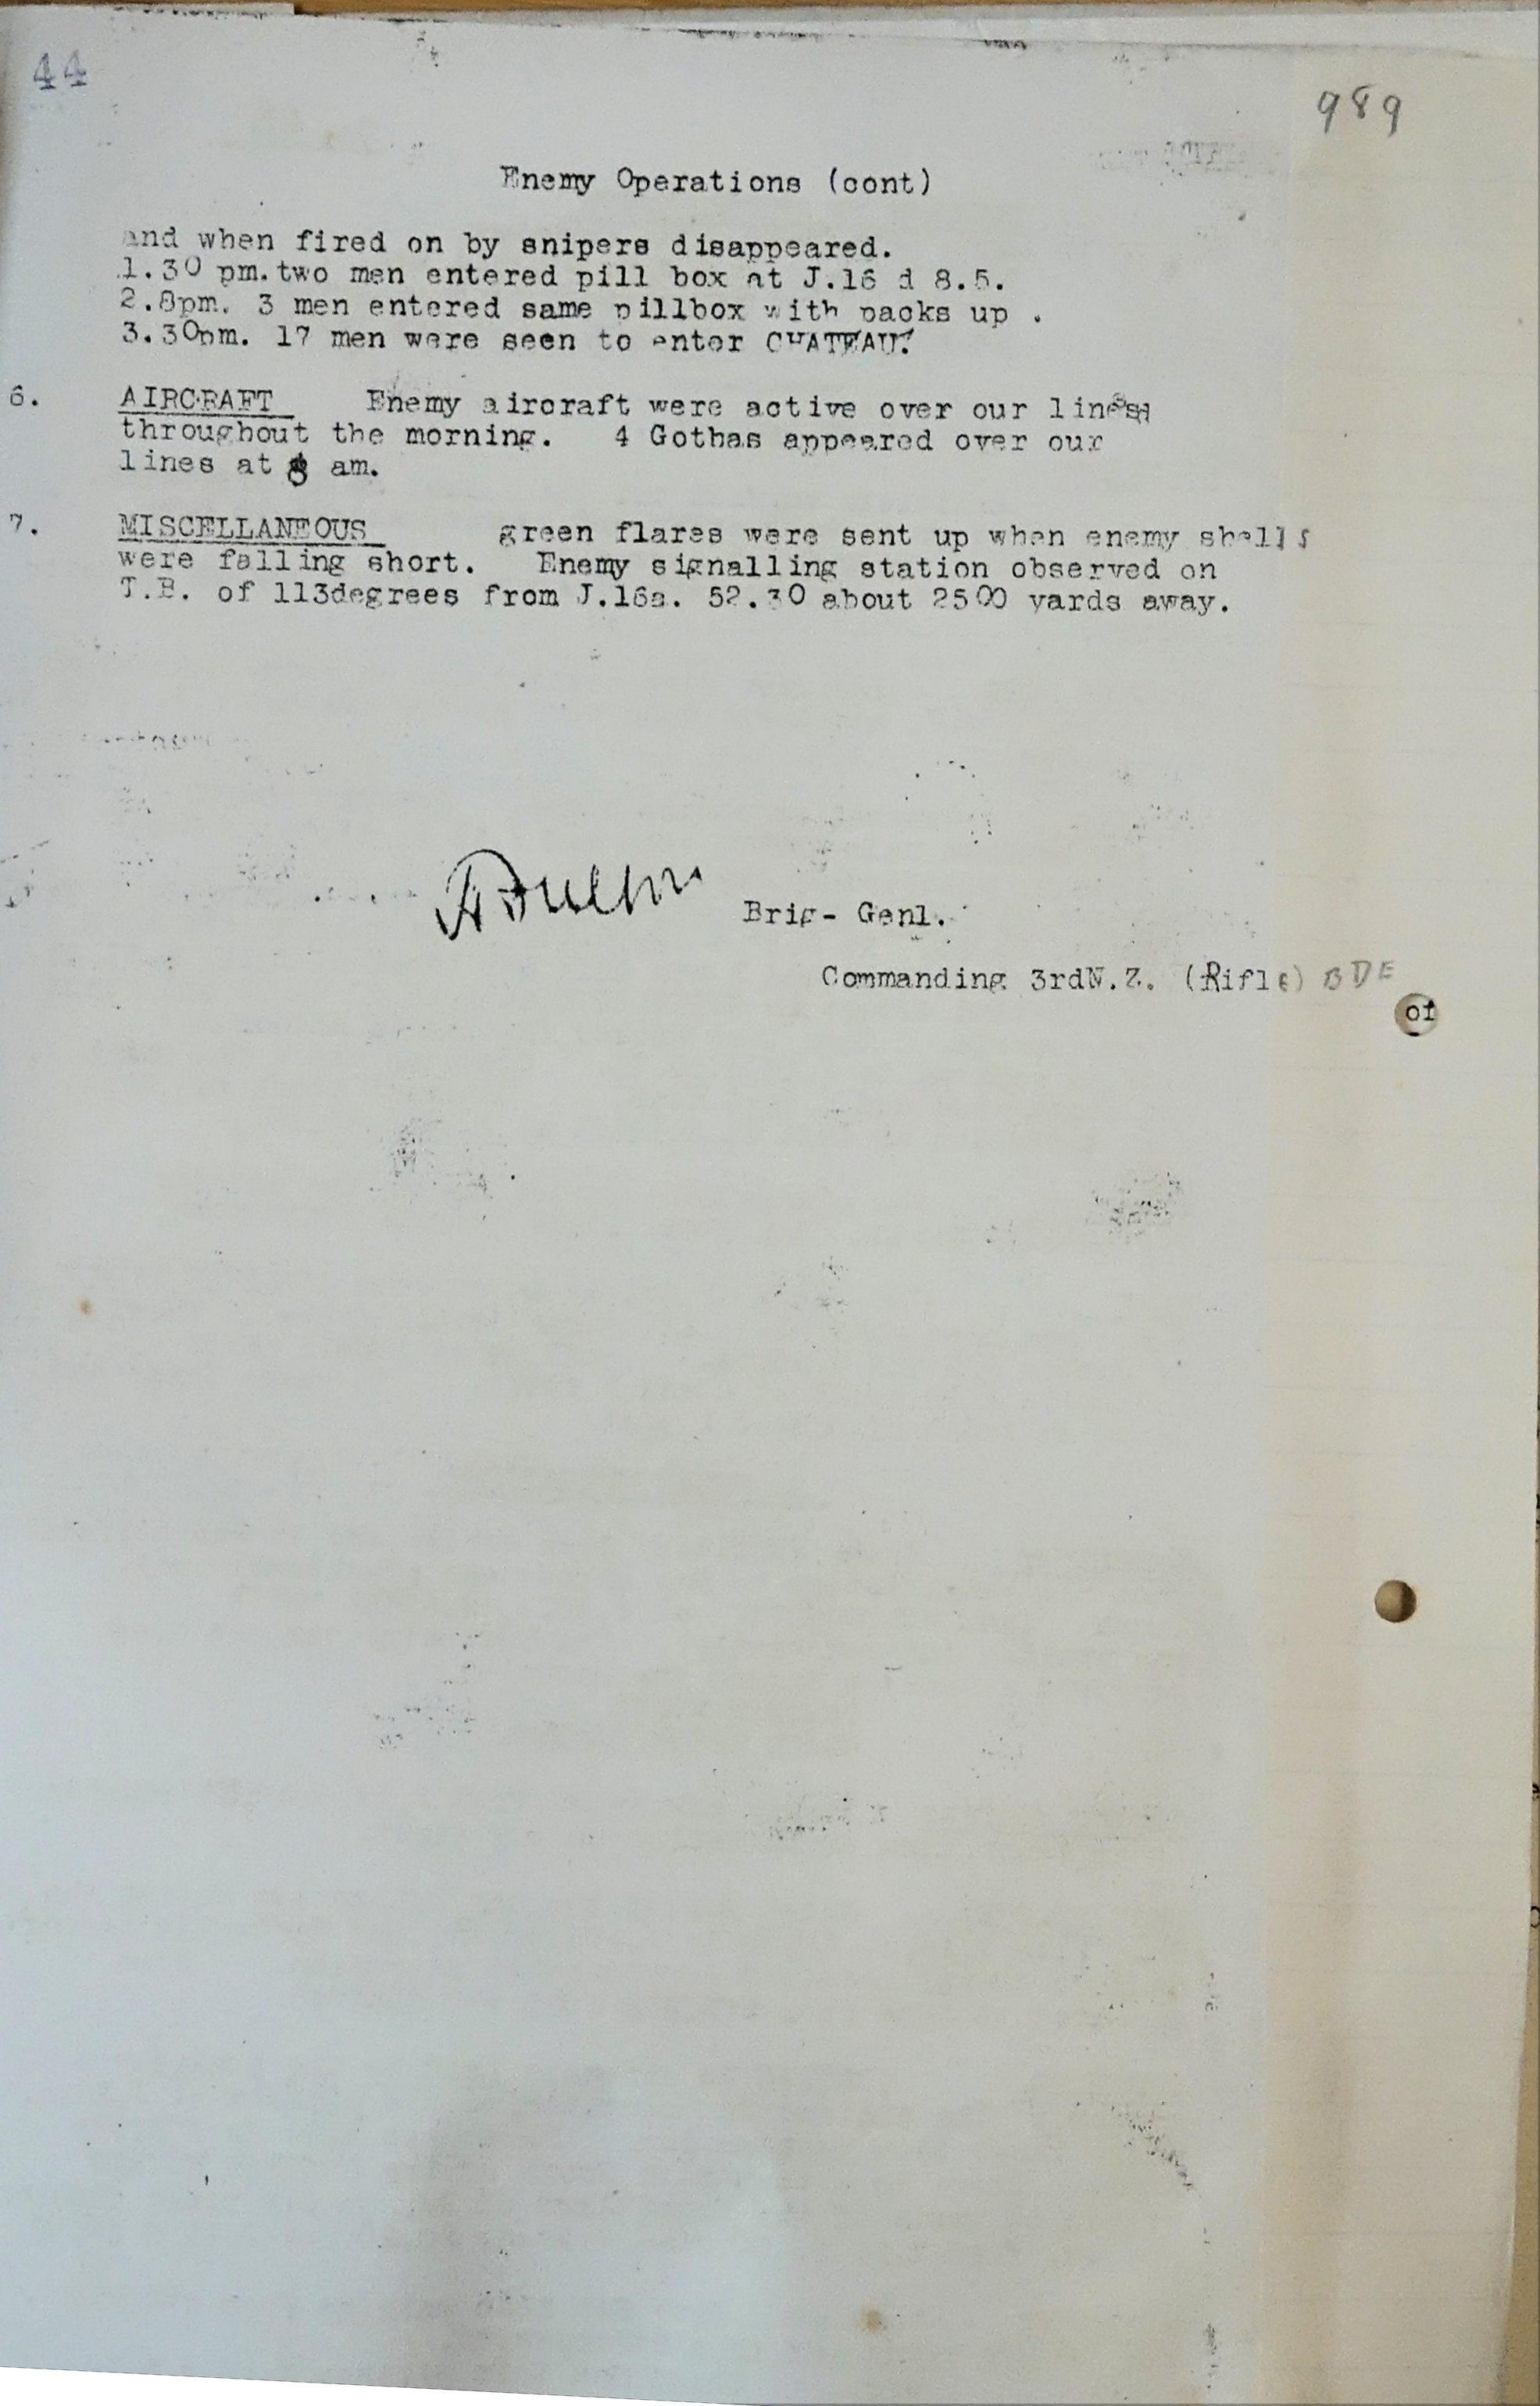 44
989
Enemy Operations (cont)
and when fired on by snipers disappeared.
1.30 pm. two men entered pill box at J.16 d 8.5.
2.0pm. 3 men entered same pillbox with packs up .
3.30pm. 17 men were seen to enter CHATEAU.
6. AIRCRAFT Enemy aircraft were active over our lines
throughout the morning. 4 Gothas appeared over our
lines at 8 am.
7. MISCELLANEOUS green flares were sent up when enemy shells
were falling short. Enemy signalling station observed on
T.B. of 113degrees from J.16a. 52.30 about 2500 yards away.
Brig- Genl.
Commanding 3rdN.Z. (Rifle) BDE
of